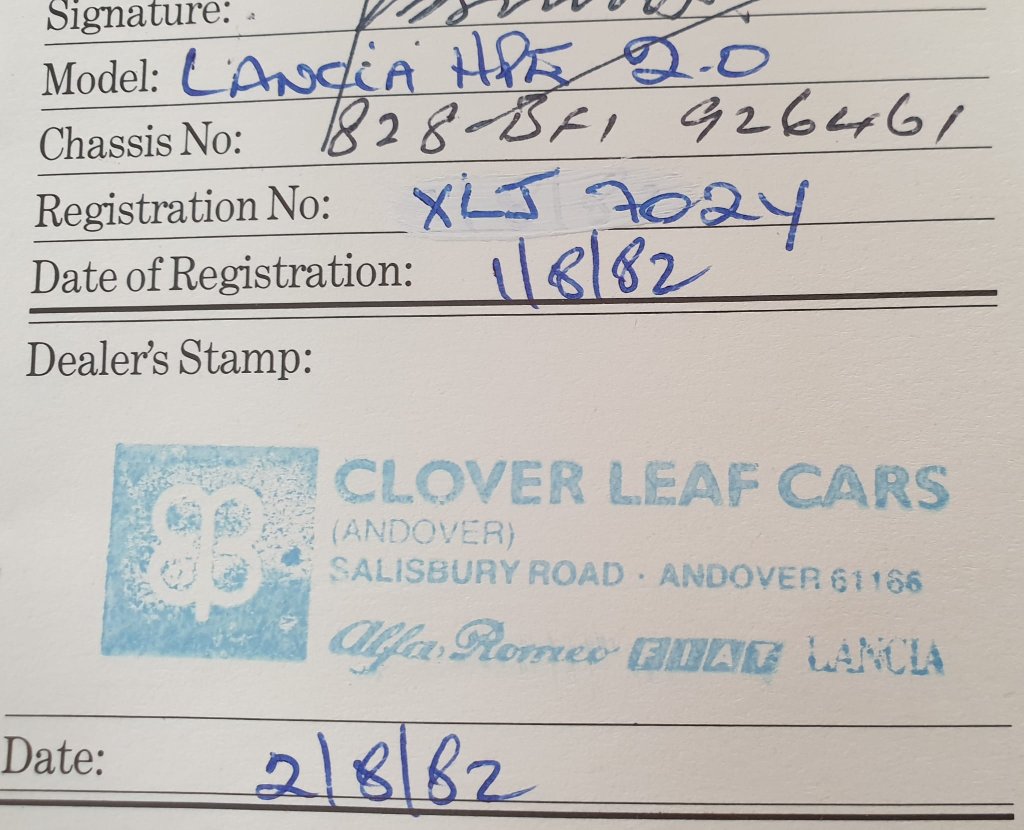 Signature:
Model: LANCIA HPE 2.0
Chassis No: 828-BF1 926461
Registration No: XLJ 702Y
Date of Registration: 1/8/82
Dealer's Stamp:
CLOVER LEAF CARS
(ANDOVER)
SALISBURY ROAD · ANDOVER 61166
Alfa Romeo FIAT LANCIA
Date: 2/8/82